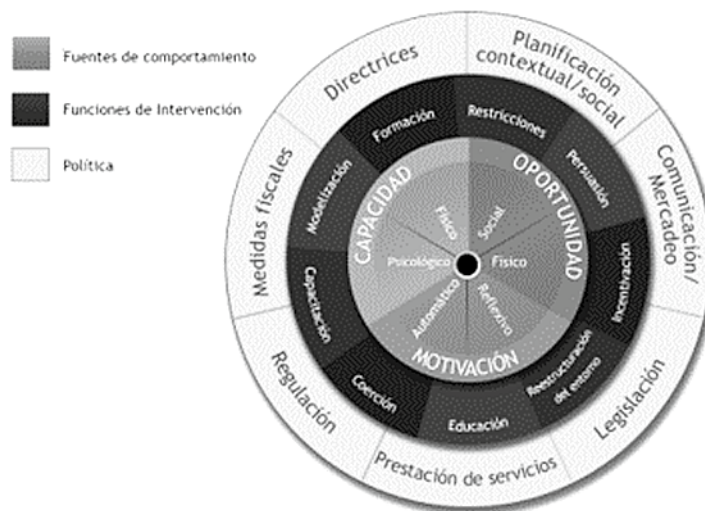 Fuentes de comportamiento
Funciones de Intervención
Política
Directrices
Planificación
contextual/social
Comunicación/
Mercadeo
Legislación
Prestación de servicios
Regulación
Medidas fiscales
Formación
Restricciones
Persuasión
Incentivación
Reestructuración
del entorno
Educación
Coerción
Capacitación
Modelización
CAPACIDAD
OPORTUNIDAD
MOTIVACIÓN
Físico
Social
Psicológico
Físico
Automático
Reflexivo